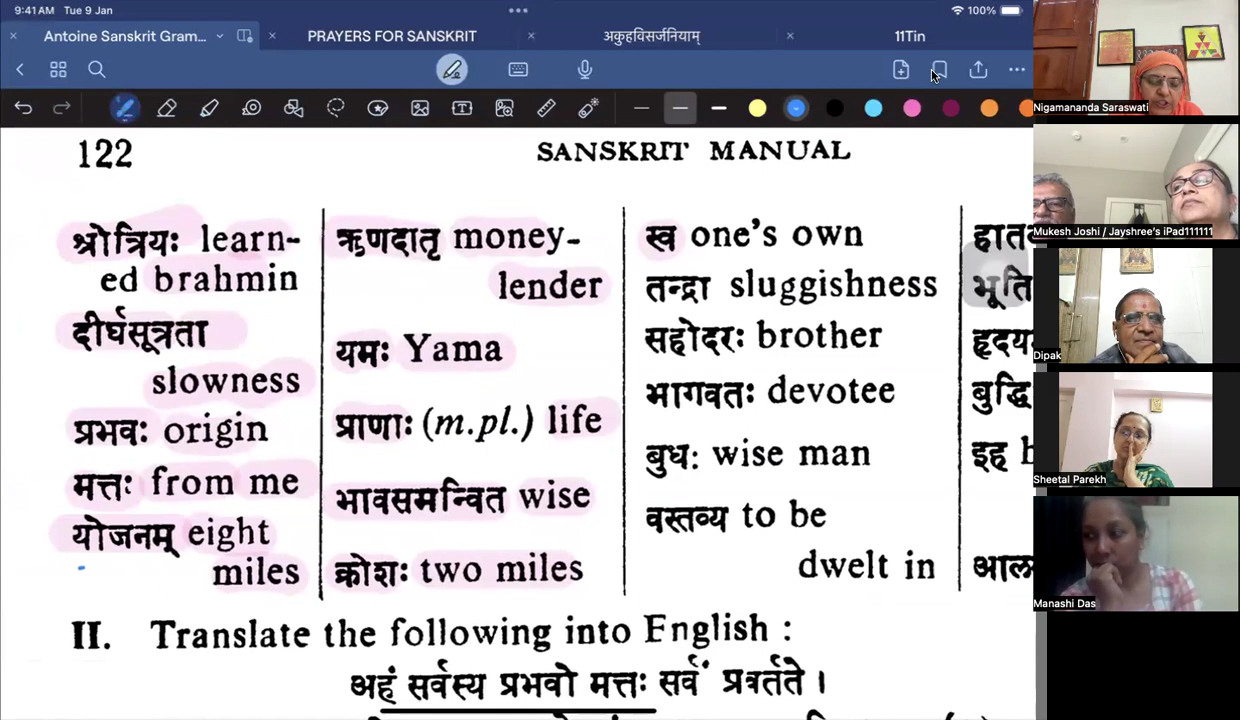 9:41 AM Tue 9 Jan
100%
Antoine Sanskrit Gram...
PRAYERS FOR SANSKRIT
अकुहविसर्जनियाम्
11Tin
122
SANSKRIT MANUAL
श्रोत्रियः learn-
ed brahmin
दीर्घसूत्रता
slowness
प्रभवः origin
मत्तः from me
योजनम् eight
miles
ऋणदातृ money-
lender
यमः Yama
प्राणाः (m.pl.) life
भावसमन्वित wise
क्रोशः two miles
स्व one's own
तन्द्रा sluggishness
सहोदरः brother
भागवतः devotee
बुधः wise man
वस्तव्य to be
dwelt in
भूति
बुद्धि
इह
II. Translate the following into English :
अहं सर्वस्य प्रभवो मत्तः सर्वं प्रवर्तते ।
Nigamananda Saraswati
Mukesh Joshi / Jayshree's iPad111111
Dipak
Sheetal Parekh
Manashi Das